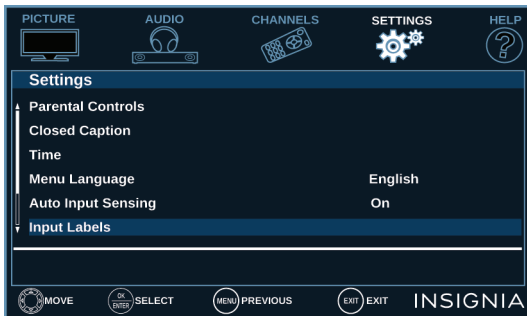 PICTURE AUDIO CHANNELS SETTINGS HELP
Settings
Parental Controls
Closed Caption
Time
Menu Language English
Auto Input Sensing On
Input Labels
MOVE OK ENTER SELECT MENU PREVIOUS EXIT EXIT INSIGNIA